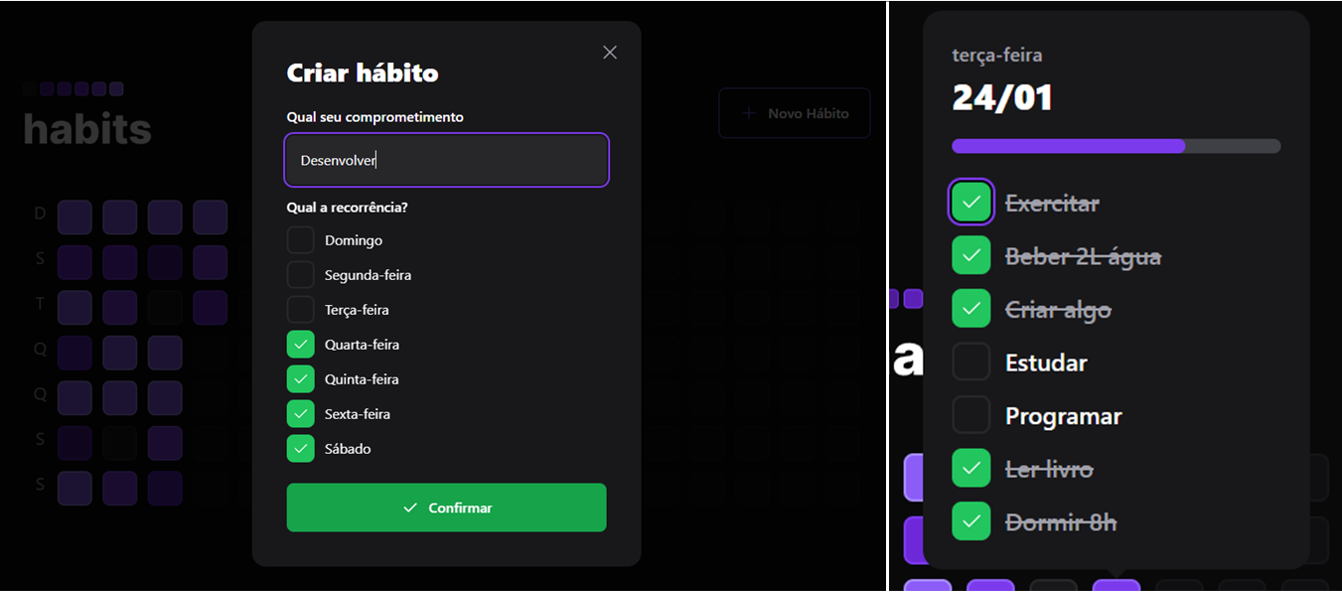 habits
+ Novo Hábito
D
S
T
Q
Q
S
S
Criar hábito
Qual seu comprometimento
Desenvolver
Qual a recorrência?
Domingo
Segunda-feira
Terça-feira
Quarta-feira
Quinta-feira
Sexta-feira
Sábado
Confirmar
terça-feira
24/01
Exercitar
Beber 2L água
Criar algo
Estudar
Programar
Ler livro
Dormir 8h
a